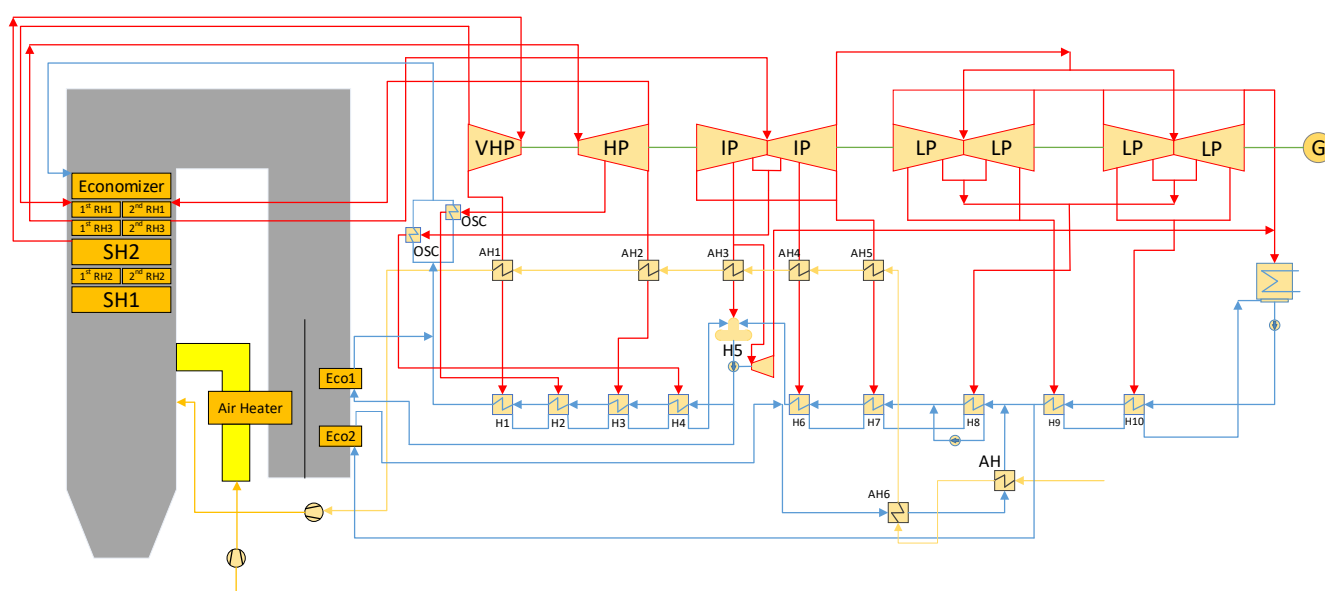 VHP
HP
IP
IP
LP
LP
LP
LP
G
Economizer
1st RH1
2nd RH1
1st RH3
2nd RH3
SH2
1st RH2
2nd RH2
SH1
OSC
OSC
AH1
AH2
AH3
AH4
AH5
H5
Eco1
Air Heater
Eco2
H1
H2
H3
H4
H6
H7
H8
H9
H10
AH
AH6